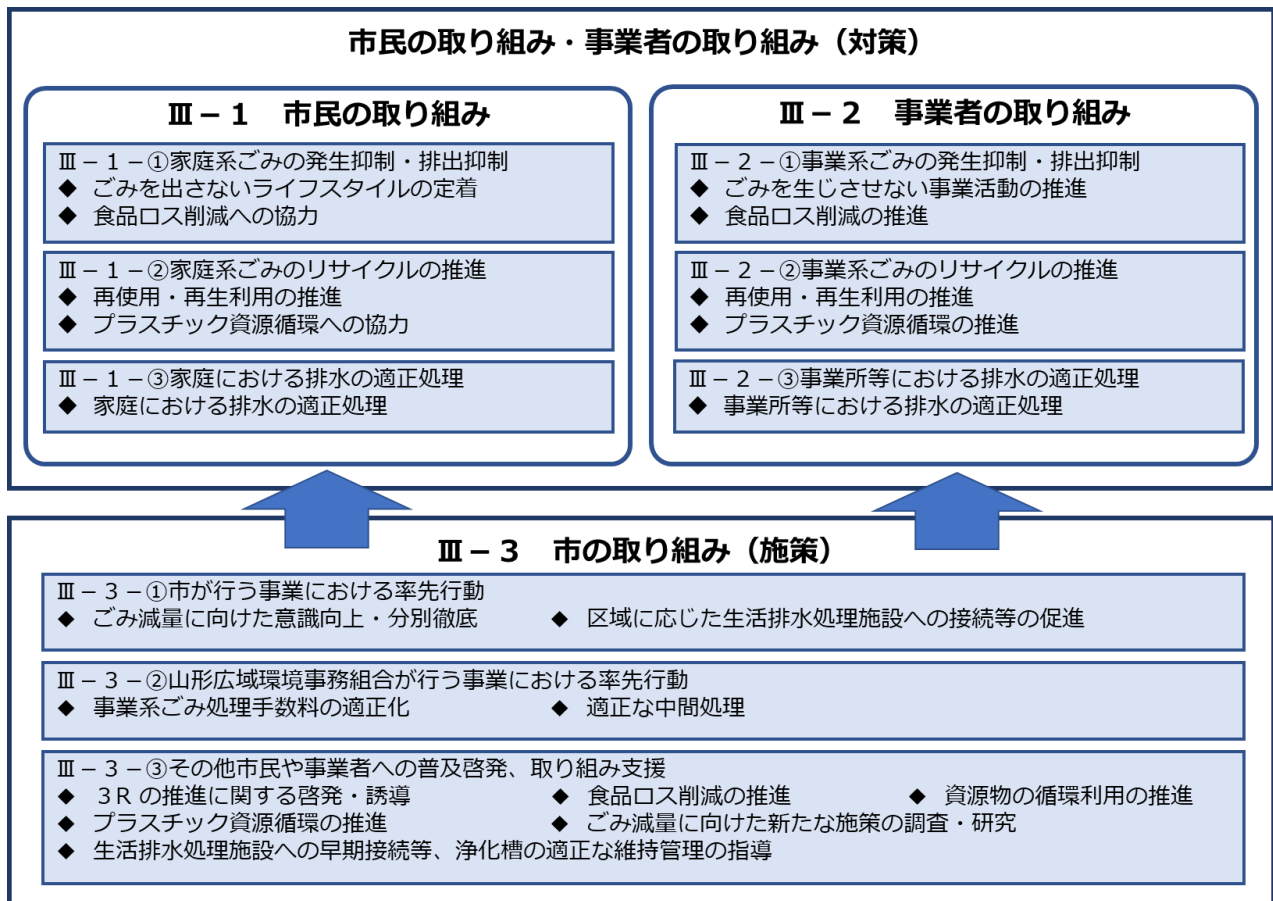 市民の取り組み・事業者の取り組み（対策）
Ⅲ－１　市民の取り組み
Ⅲ－１－①家庭系ごみの発生抑制・排出抑制
◆ ごみを出さないライフスタイルの定着
◆ 食品ロス削減への協力
Ⅲ－１－②家庭系ごみのリサイクルの推進
◆ 再使用・再生利用の推進
◆ プラスチック資源循環への協力
Ⅲ－１－③家庭における排水の適正処理
◆ 家庭における排水の適正処理
Ⅲ－２　事業者の取り組み
Ⅲ－２－①事業系ごみの発生抑制・排出抑制
◆ ごみを生じさせない事業活動の推進
◆ 食品ロス削減の推進
Ⅲ－２－②事業系ごみのリサイクルの推進
◆ 再使用・再生利用の推進
◆ プラスチック資源循環の推進
Ⅲ－２－③事業所等における排水の適正処理
◆ 事業所等における排水の適正処理
Ⅲ－３　市の取り組み（施策）
Ⅲ－３－①市が行う事業における率先行動
◆ ごみ減量に向けた意識向上・分別徹底　◆ 区域に応じた生活排水処理施設への接続等の促進
Ⅲ－３－②山形広域環境事務組合が行う事業における率先行動
◆ 事業系ごみ処理手数料の適正化　◆ 適正な中間処理
Ⅲ－３－③その他市民や事業者への普及啓発、取り組み支援
◆ ３Ｒの推進に関する啓発・誘導　◆ 食品ロス削減の推進　◆ 資源物の循環利用の推進
◆ プラスチック資源循環の推進　◆ ごみ減量に向けた新たな施策の調査・研究
◆ 生活排水処理施設への早期接続等、浄化槽の適正な維持管理の指導